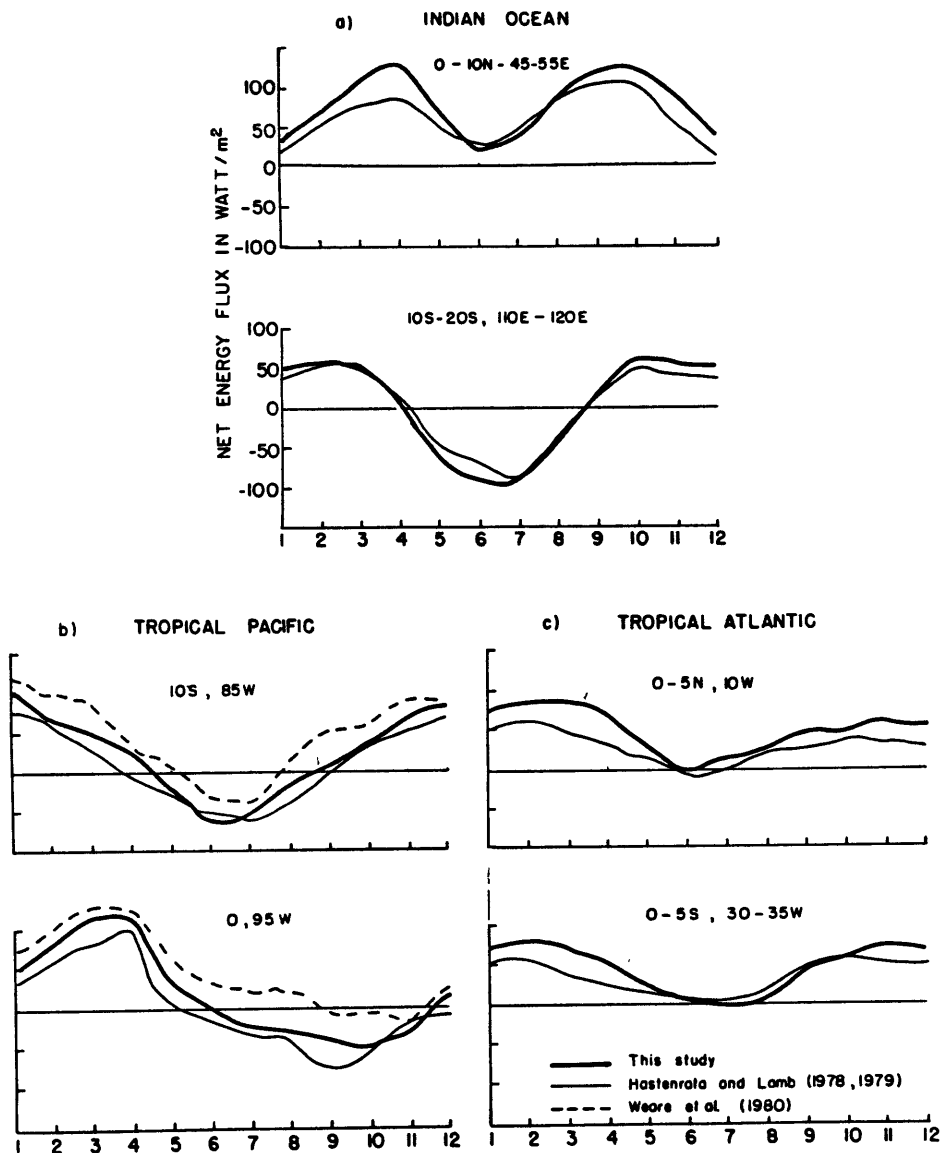 a) INDIAN OCEAN
0-10N-45-55E
NET ENERGY FLUX IN WATT/m²
100
50
0
-50
-100
10S-20S, 110E-120E
100
50
0
-50
-100
1 2 3 4 5 6 7 8 9 10 11 12
b) TROPICAL PACIFIC
10S, 85W
0, 95W
1 2 3 4 5 6 7 8 9 10 11 12
c) TROPICAL ATLANTIC
0-5N, 10W
0-5S, 30-35W
This study
Hastenrata and Lamb (1978, 1979)
Weare et al. (1980)
1 2 3 4 5 6 7 8 9 10 11 12